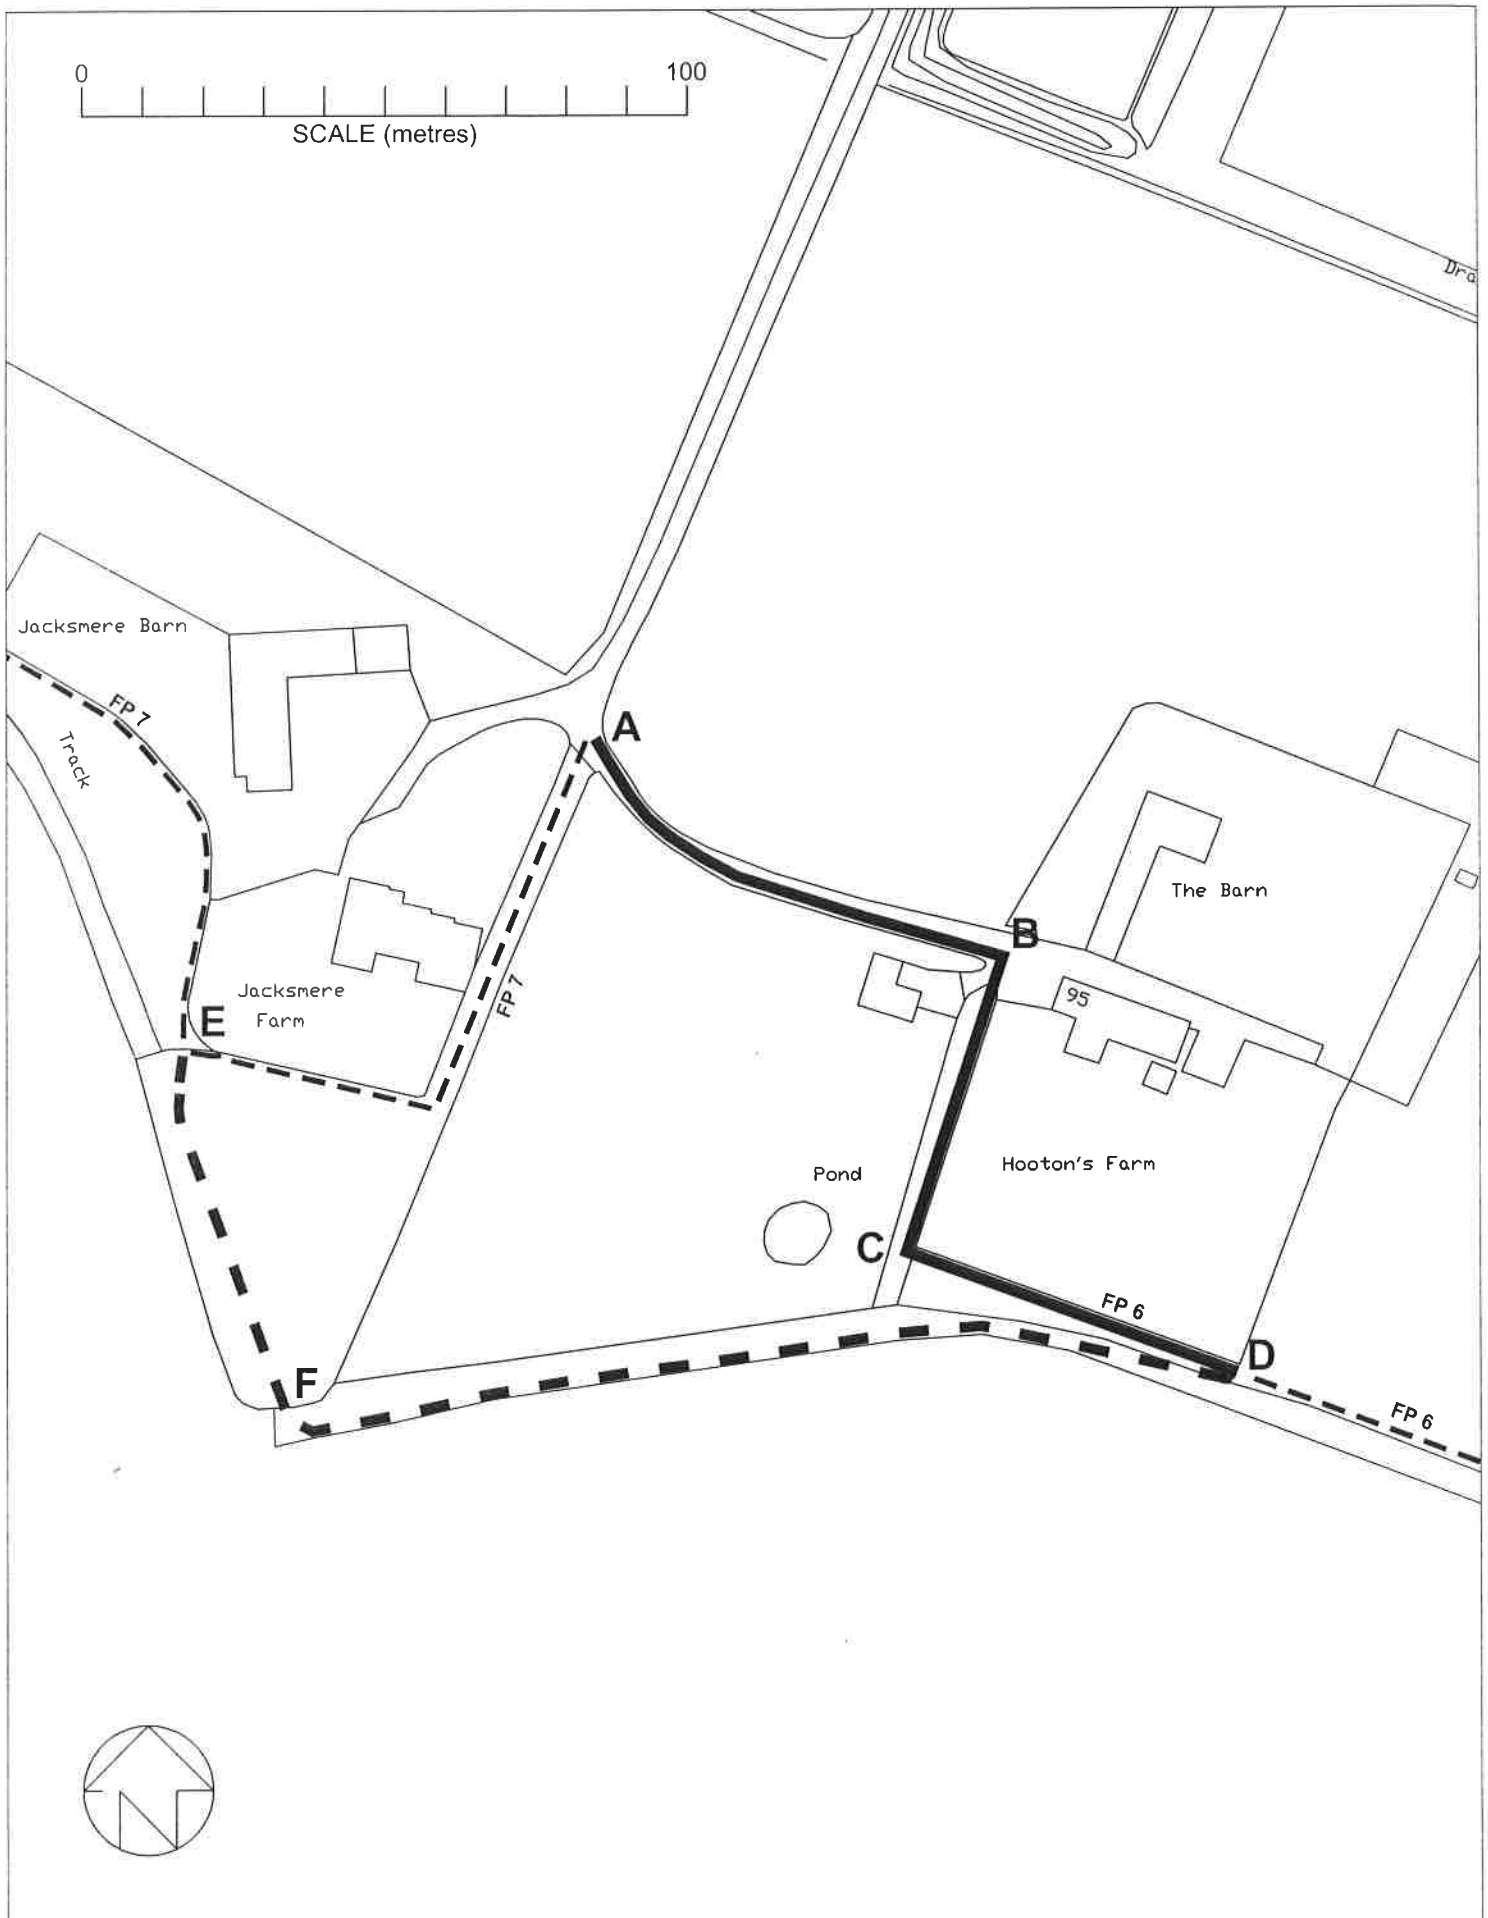 0
100
SCALE (metres)
Jacksmere Barn
FP 7
Track
A
The Barn
B
95
FP 7
Jacksmere
Farm
E
Hooton's Farm
Pond
C
FP 6
D
F
FP 6
N